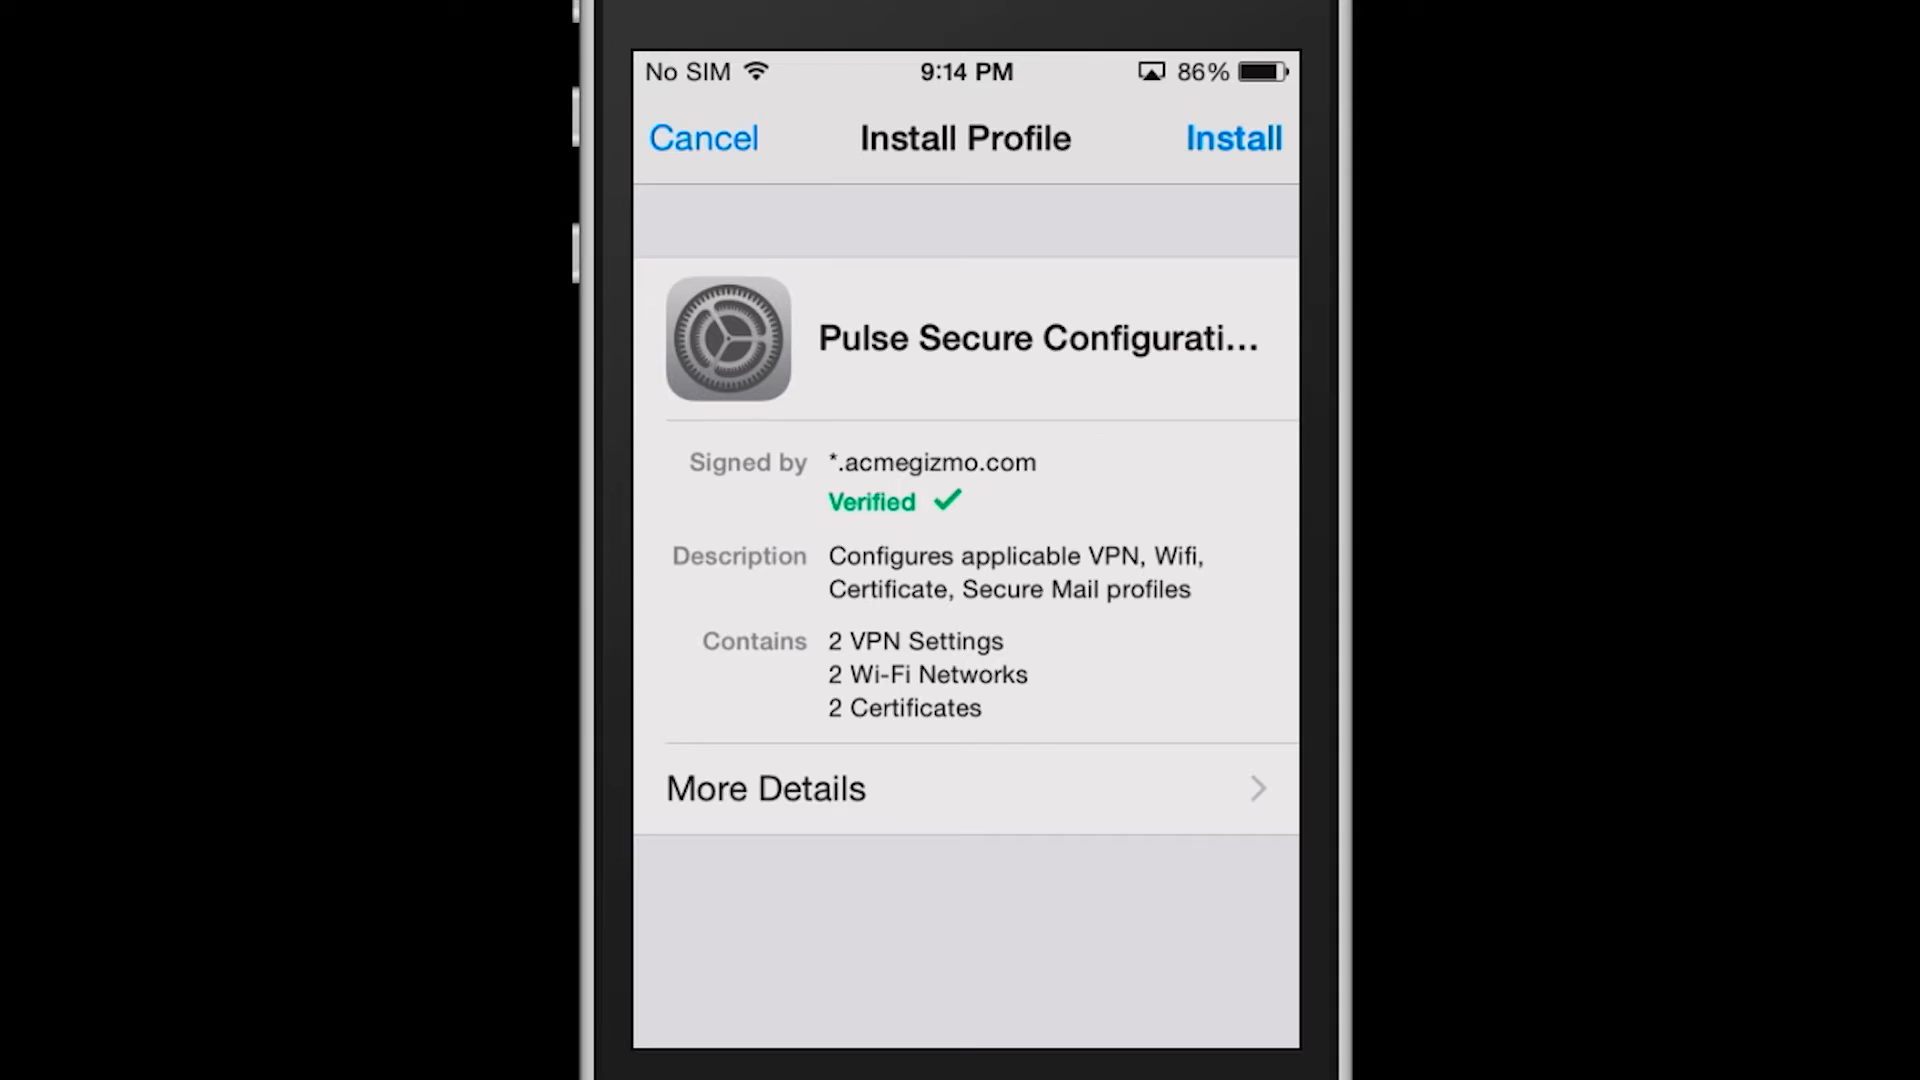 No SIM 9:14 PM 86%
Cancel Install Profile Install
Pulse Secure Configurati...
Signed by *.acmegizmo.com
Verified
Description Configures applicable VPN, Wifi,
Certificate, Secure Mail profiles
Contains 2 VPN Settings
2 Wi-Fi Networks
2 Certificates
More Details